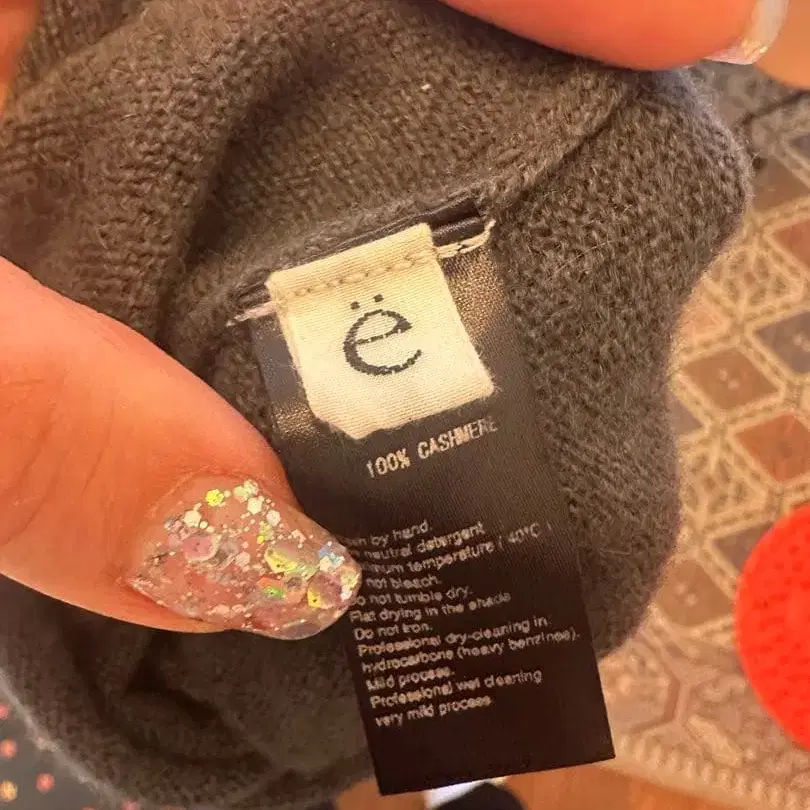 ë
100% CASHMERE
by hand.
neutral detergent
temperature ( 40°C )
not bleach.
Do not tumble dry.
Flat drying in the shade
Do not iron.
Professional dry-cleaning in
hydrocarbone (heavy benzines).
Mild process.
Professional wet cleaning
very mild process.